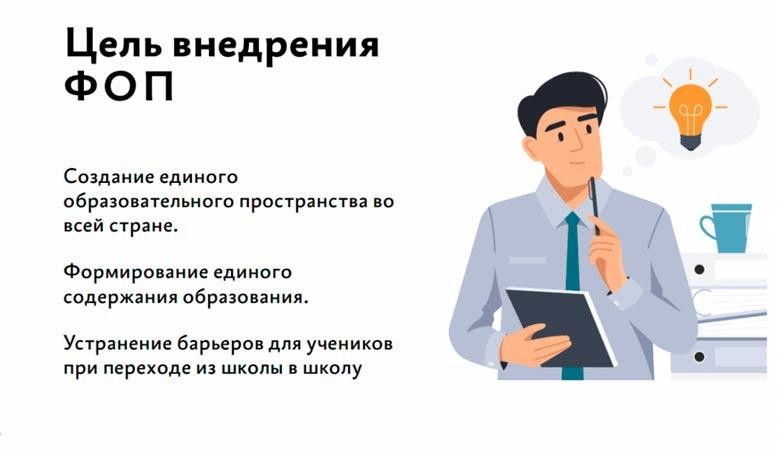 Цель внедрения
ФОП
Создание единого
образовательного пространства во
всей стране.
Формирование единого
содержания образования.
Устранение барьеров для учеников
при переходе из школы в школу